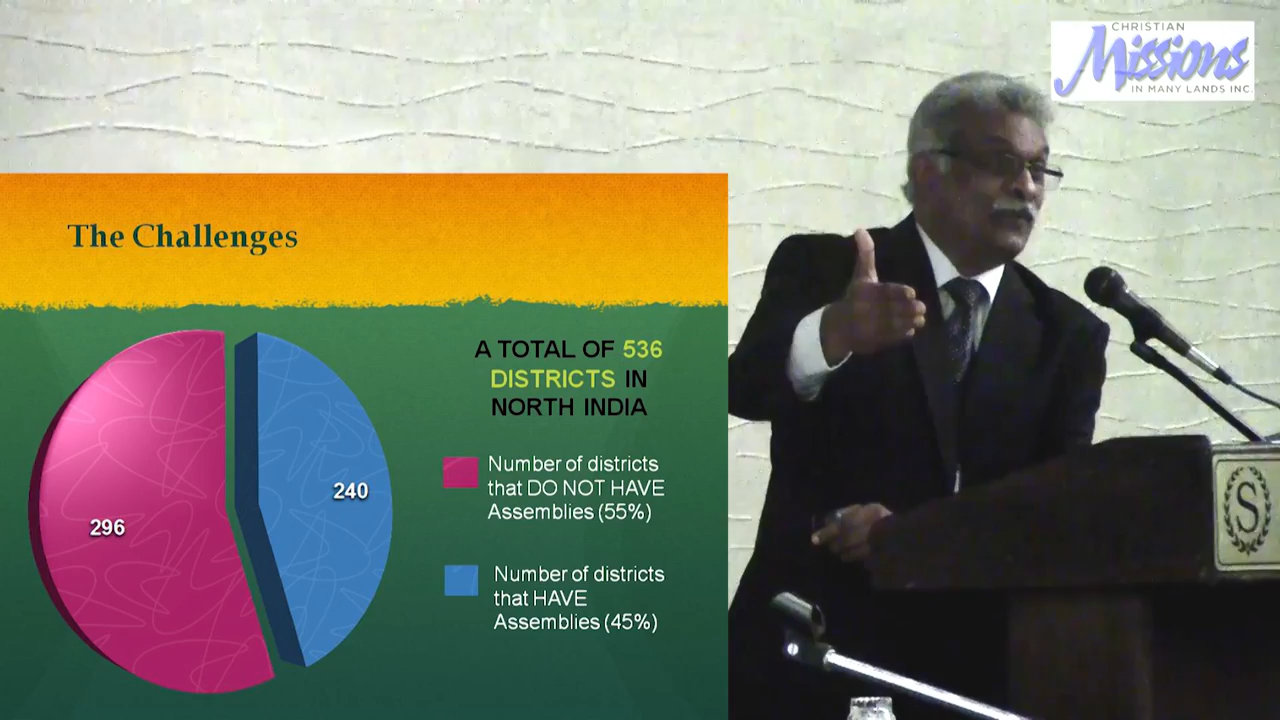 CHRISTIAN
Missions
IN MANY LANDS INC.
The Challenges
A TOTAL OF 536
DISTRICTS IN
NORTH INDIA
Number of districts
that DO NOT HAVE
Assemblies (55%)
296
240
Number of districts
that HAVE
Assemblies (45%)
S